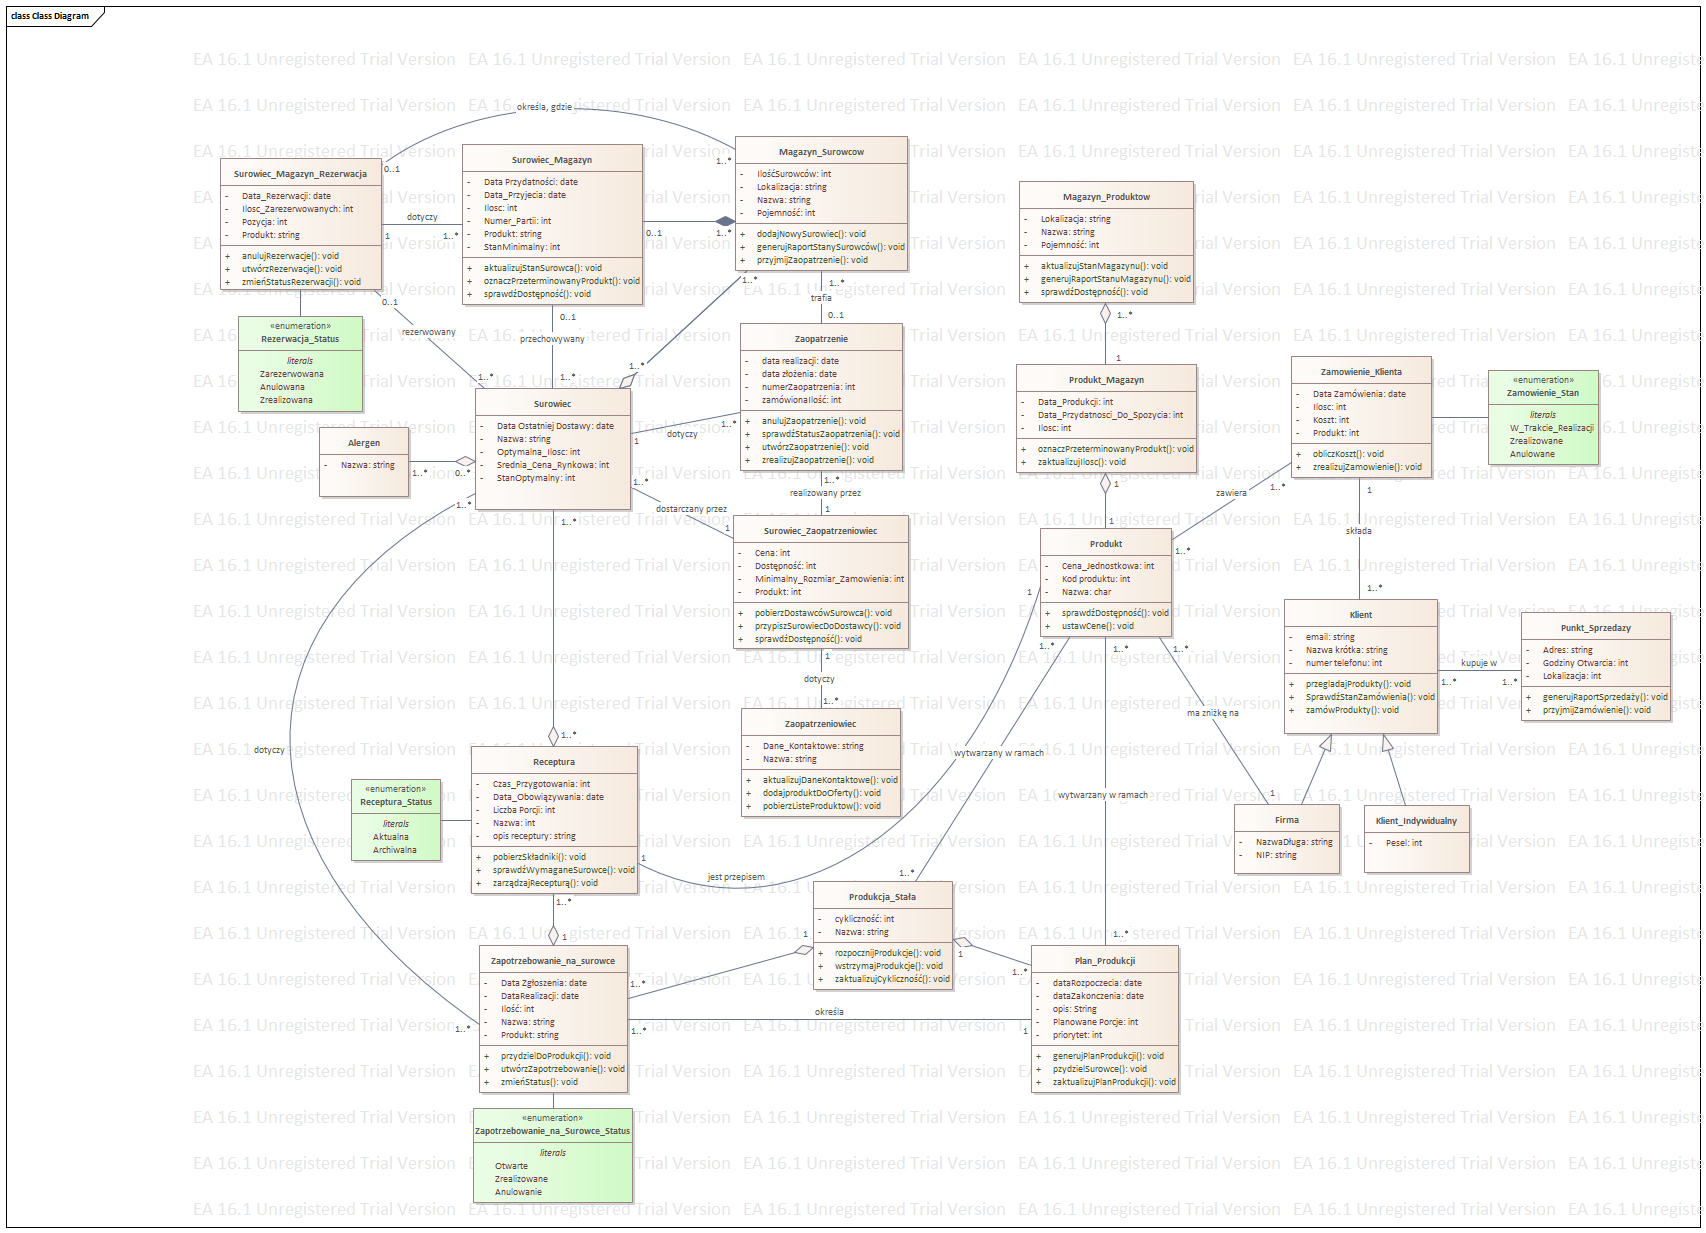 class Class Diagram
EA 16.1 Unregistered Trial Version
określa, gdzie
0..1
1..*
Surowiec_Magazyn_Rezerwacja
- Data_Rezerwacji: date
- Ilosc_Zarezerwowanych: int
- Pozycja: int
- Produkt: string
+ anulujRezerwacje(): void
+ utwórzRezerwacje(): void
+ zmieńStatusRezerwacji(): void
dotyczy
1
1..*
Surowiec_Magazyn
- Data Przydatności: date
- Data_Przyjecia: date
- Ilosc: int
- Numer_Partii: int
- Produkt: string
- StanMinimalny: int
+ aktualizujStanSurowca(): void
+ oznaczPrzeterminowanyProdukt(): void
+ sprawdźDostępność(): void
0..1
1..*
Magazyn_Surowcow
- IlośćSurowców: int
- Lokalizacja: string
- Nazwa: string
- Pojemność: int
+ dodajNowySurowiec(): void
+ generujRaportStanySurowców(): void
+ przyjmijZaopatrzenie(): void
Magazyn_Produktow
- Lokalizacja: string
- Nazwa: string
- Pojemność: int
+ aktualizujStanMagazynu(): void
+ generujRaportStanuMagazynu(): void
+ sprawdźDostępność(): void
1..*
1
«enumeration»
Rezerwacja_Status
literals
Zarezerwowana
Anulowana
Zrealizowana
0..1
rezerwowany
1..*
0..1
przechowywany
1..*
1..*
1..*
1..*
trafia
0..1
Zaopatrzenie
- data realizacji: date
- data złożenia: date
- numerZaopatrzenia: int
- zamówionaIlość: int
+ anulujZaopatrzenie(): void
+ sprawdźStatusZaopatrzenia(): void
+ utwórzZaopatrzenie(): void
+ zrealizujZaopatrzenie(): void
Produkt_Magazyn
- Data_Produkcji: int
- Data_Przydatnosci_Do_Spozycia: int
- Ilosc: int
+ oznaczPrzeterminowanyProdukt(): void
+ zaktualizujIlosc(): void
1
1
Zamowienie_Klienta
- Data Zamówienia: date
- Ilosc: int
- Koszt: int
- Produkt: int
+ obliczKoszt(): void
+ zrealizujZamowienie(): void
«enumeration»
Zamowienie_Stan
literals
W_Trakcie_Realizacji
Zrealizowane
Anulowane
Alergen
- Nazwa: string
1..*
0..*
Surowiec
- Data Ostatniej Dostawy: date
- Nazwa: string
- Optymalna_Ilosc: int
- Srednia_Cena_Rynkowa: int
- StanOptymalny: int
1
dotyczy
1..*
1..*
dostarczany przez
1
1..*
realizowany przez
1
zawiera
1..*
1..*
1
składa
1..*
Surowiec_Zaopatrzeniowiec
- Cena: int
- Dostępność: int
- Minimalny_Rozmiar_Zamowienia: int
- Produkt: int
+ pobierzDostawcówSurowca(): void
+ przypiszSurowiecDoDostawcy(): void
+ sprawdźDostępność(): void
1
dotyczy
1..*
Produkt
- Cena_Jednostkowa: int
- Kod produktu: int
- Nazwa: char
+ sprawdźDostępność(): void
+ ustawCene(): void
Klient
- email: string
- Nazwa krótka: string
- numer telefonu: int
+ przegladajProdukty(): void
+ SprawdźStanZamówienia(): void
+ zamówProdukty(): void
kupuje w
1..*
1..*
Punkt_Sprzedazy
- Adres: string
- Godziny Otwarcia: int
- Lokalizacja: int
+ generujRaportSprzedaży(): void
+ przyjmijZamówienie(): void
Zaopatrzeniowiec
- Dane_Kontaktowe: string
- Nazwa: string
+ aktualizujDaneKontaktowe(): void
+ dodajproduktDoOferty(): void
+ pobierzListeProduktow(): void
1..*
dotyczy
1..*
1..*
1..*
Receptura
- Czas_Przygotowania: int
- Data_Obowiązywania: date
- Liczba Porcji: int
- Nazwa: int
- opis receptury: string
+ pobierzSkładniki(): void
+ sprawdźWymaganeSurowce(): void
+ zarządzajRecepturą(): void
«enumeration»
Receptura_Status
literals
Aktualna
Archiwalna
1
jest przepisem
1
1..*
wytwarzany w ramach
1..*
1..*
wytwarzany w ramach
1..*
1..*
ma zniżkę na
1
Firma
- NazwaDługa: string
- NIP: string
Klient_Indywidualny
- Pesel: int
Produkcja_Stała
- cykliczność: int
- Nazwa: string
+ rozpocznijProdukcje(): void
+ wstrzymajProdukcje(): void
+ zaktualizujCykliczność(): void
1..*
1
Zapotrzebowanie_na_surowce
- Data Zgłoszenia: date
- DataRealizacji: date
- Ilość: int
- Nazwa: string
- Produkt: string
+ przydzielDoProdukcji(): void
+ utwórzZapotrzebowanie(): void
+ zmieńStatus(): void
1
1..*
1
1..*
Plan_Produkcji
- dataRozpoczecia: date
- dataZakonczenia: date
- opis: String
- Planowane Porcje: int
- priorytet: int
+ generujPlanProdukcji(): void
+ pzydzielSurowce(): void
+ zaktualizujPlanProdukcji(): void
określa
1..*
1
«enumeration»
Zapotrzebowanie_na_Surowce_Status
literals
Otwarte
Zrealizowane
Anulowanie